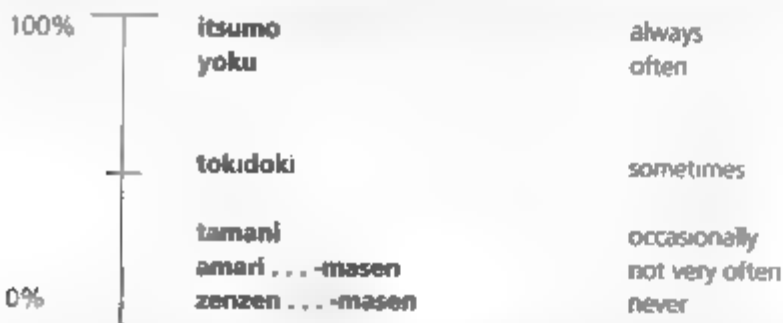 100% itsumo always
yoku often
tokidoki sometimes
tamani occasionally
amari . . . -masen not very often
0% zenzen . . . -masen never